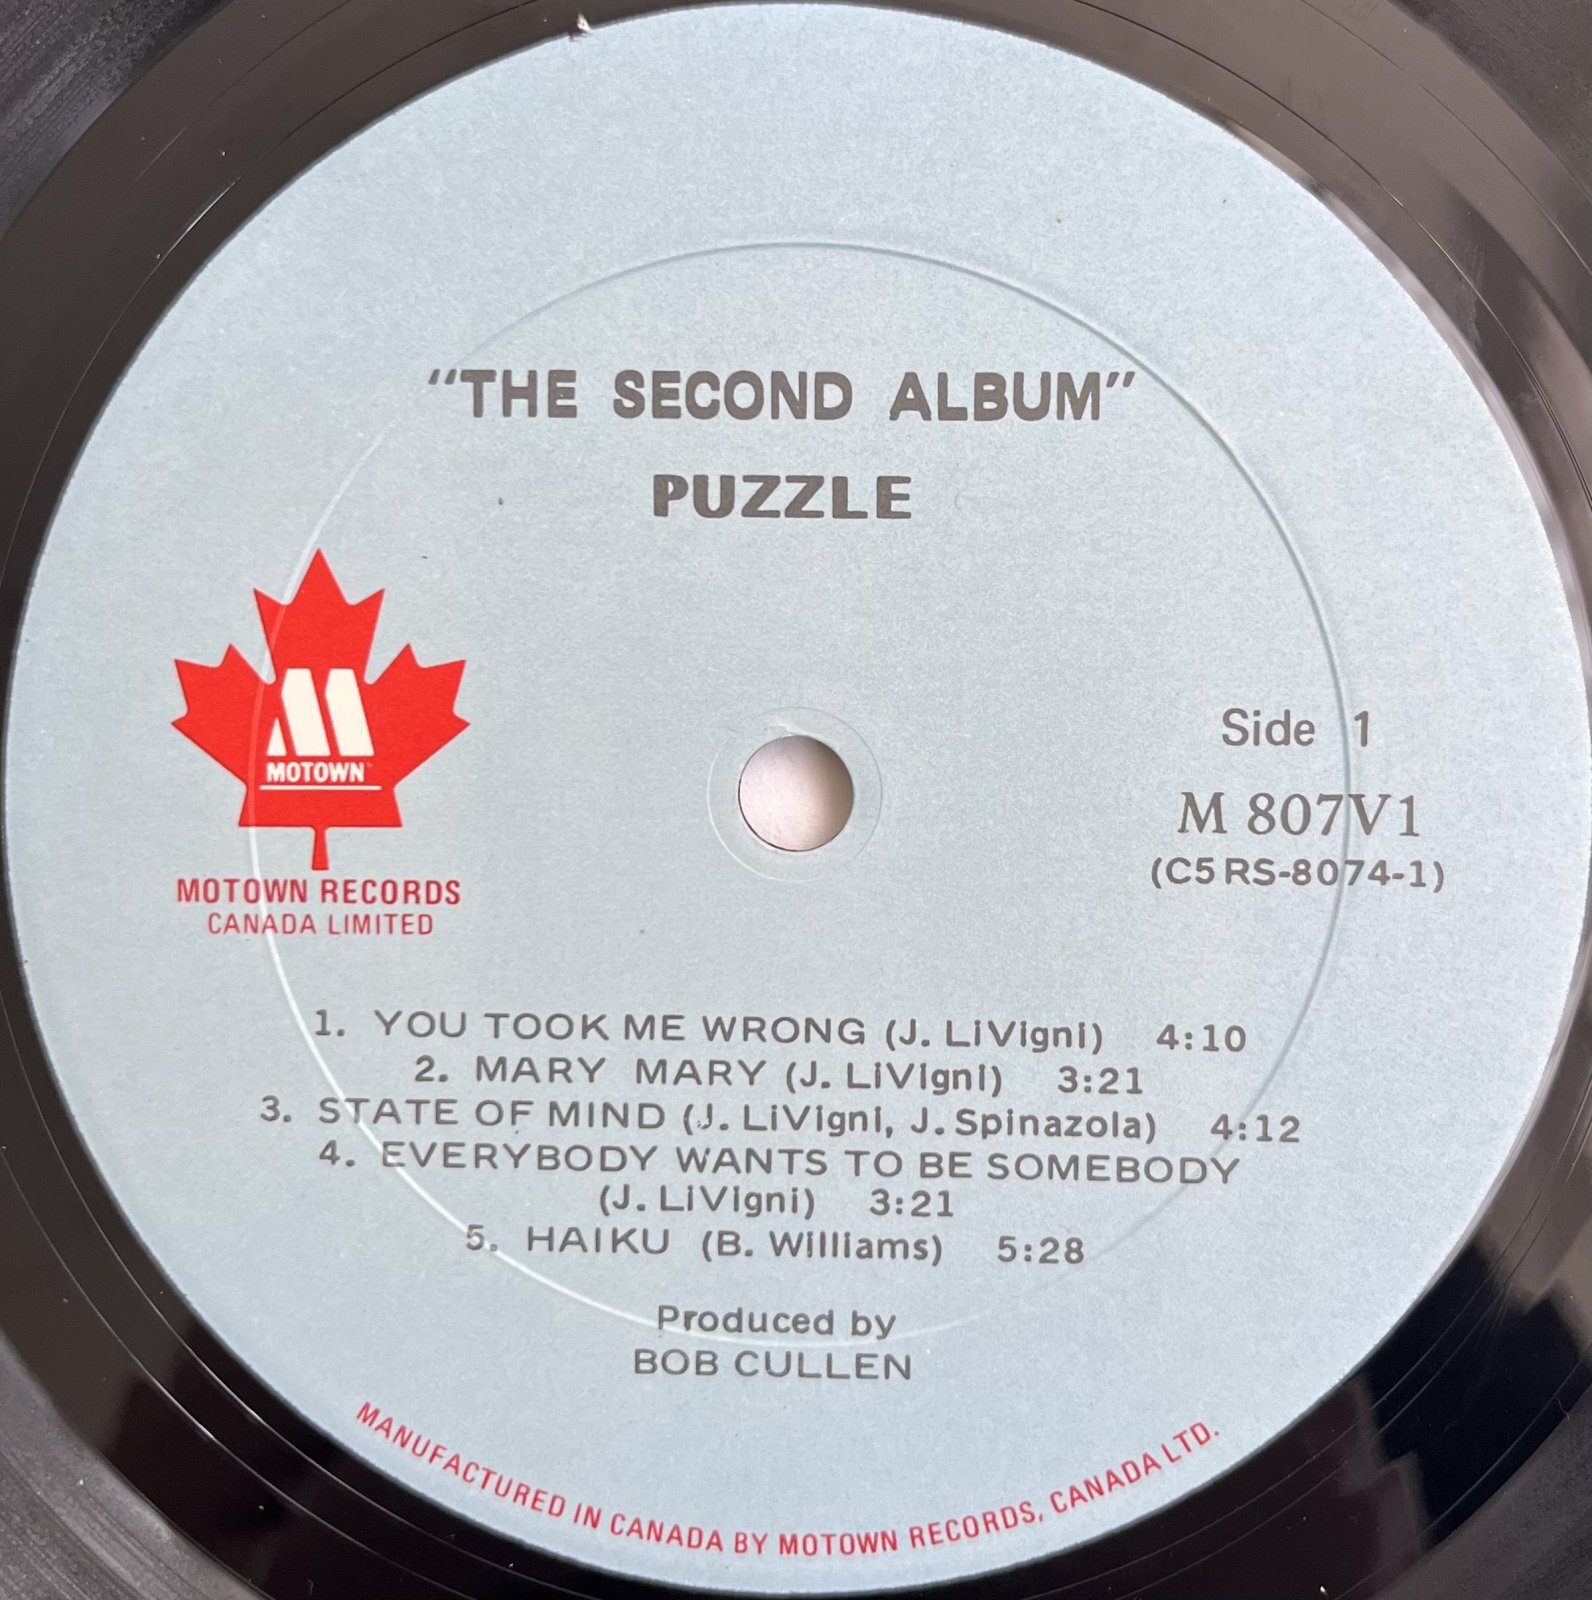 "THE SECOND ALBUM"
PUZZLE
M
MOTOWN
MOTOWN RECORDS
CANADA LIMITED
Side 1
M 807V1
(C5 RS-8074-1)
1. YOU TOOK ME WRONG (J. LiVigni) 4:10
2. MARY MARY (J. LiVigni) 3:21
3. STATE OF MIND (J. LiVigni, J. Spinazola) 4:12
4. EVERYBODY WANTS TO BE SOMEBODY
(J. LiVigni) 3:21
5. HAIKU (B. Williams) 5:28
Produced by
BOB CULLEN
MANUFACTURED IN CANADA BY MOTOWN RECORDS, CANADA LTD.